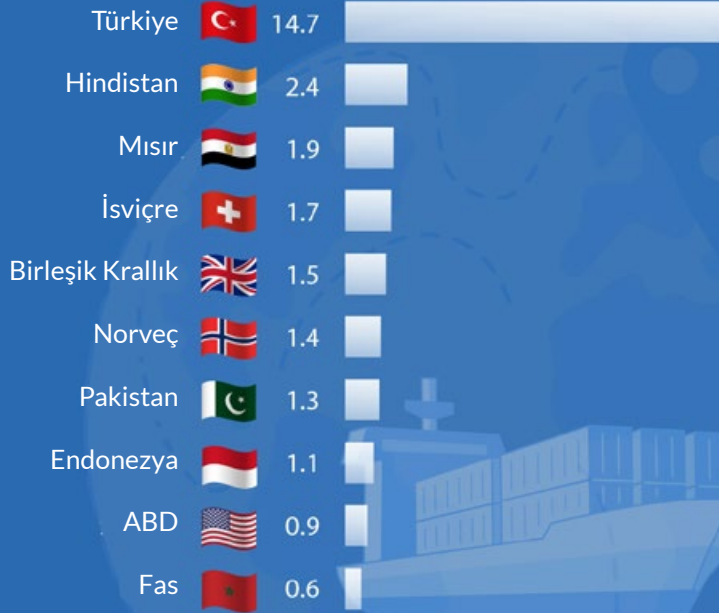 Türkiye 14.7
Hindistan 2.4
Mısır 1.9
İsviçre 1.7
Birleşik Krallık 1.5
Norveç 1.4
Pakistan 1.3
Endonezya 1.1
ABD 0.9
Fas 0.6